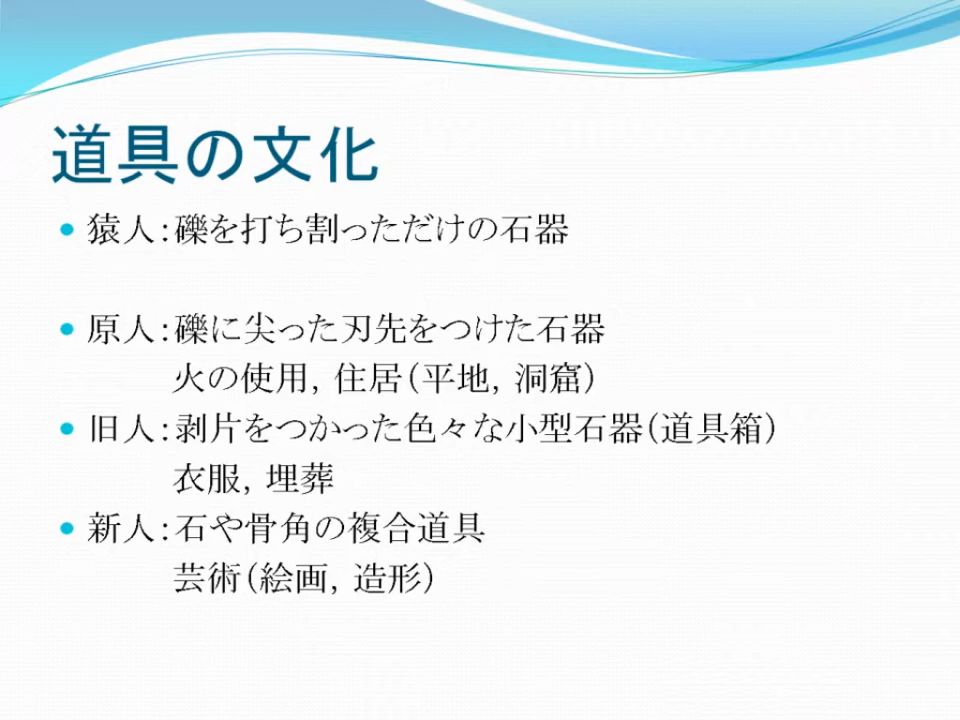 道具の文化
• 猿人:礫を打ち割っただけの石器
• 原人:礫に尖った刃先をつけた石器
火の使用, 住居(平地, 洞窟)
• 旧人:剥片をつかった色々な小型石器(道具箱)
衣服, 埋葬
• 新人:石や骨角の複合道具
芸術(絵画, 造形)